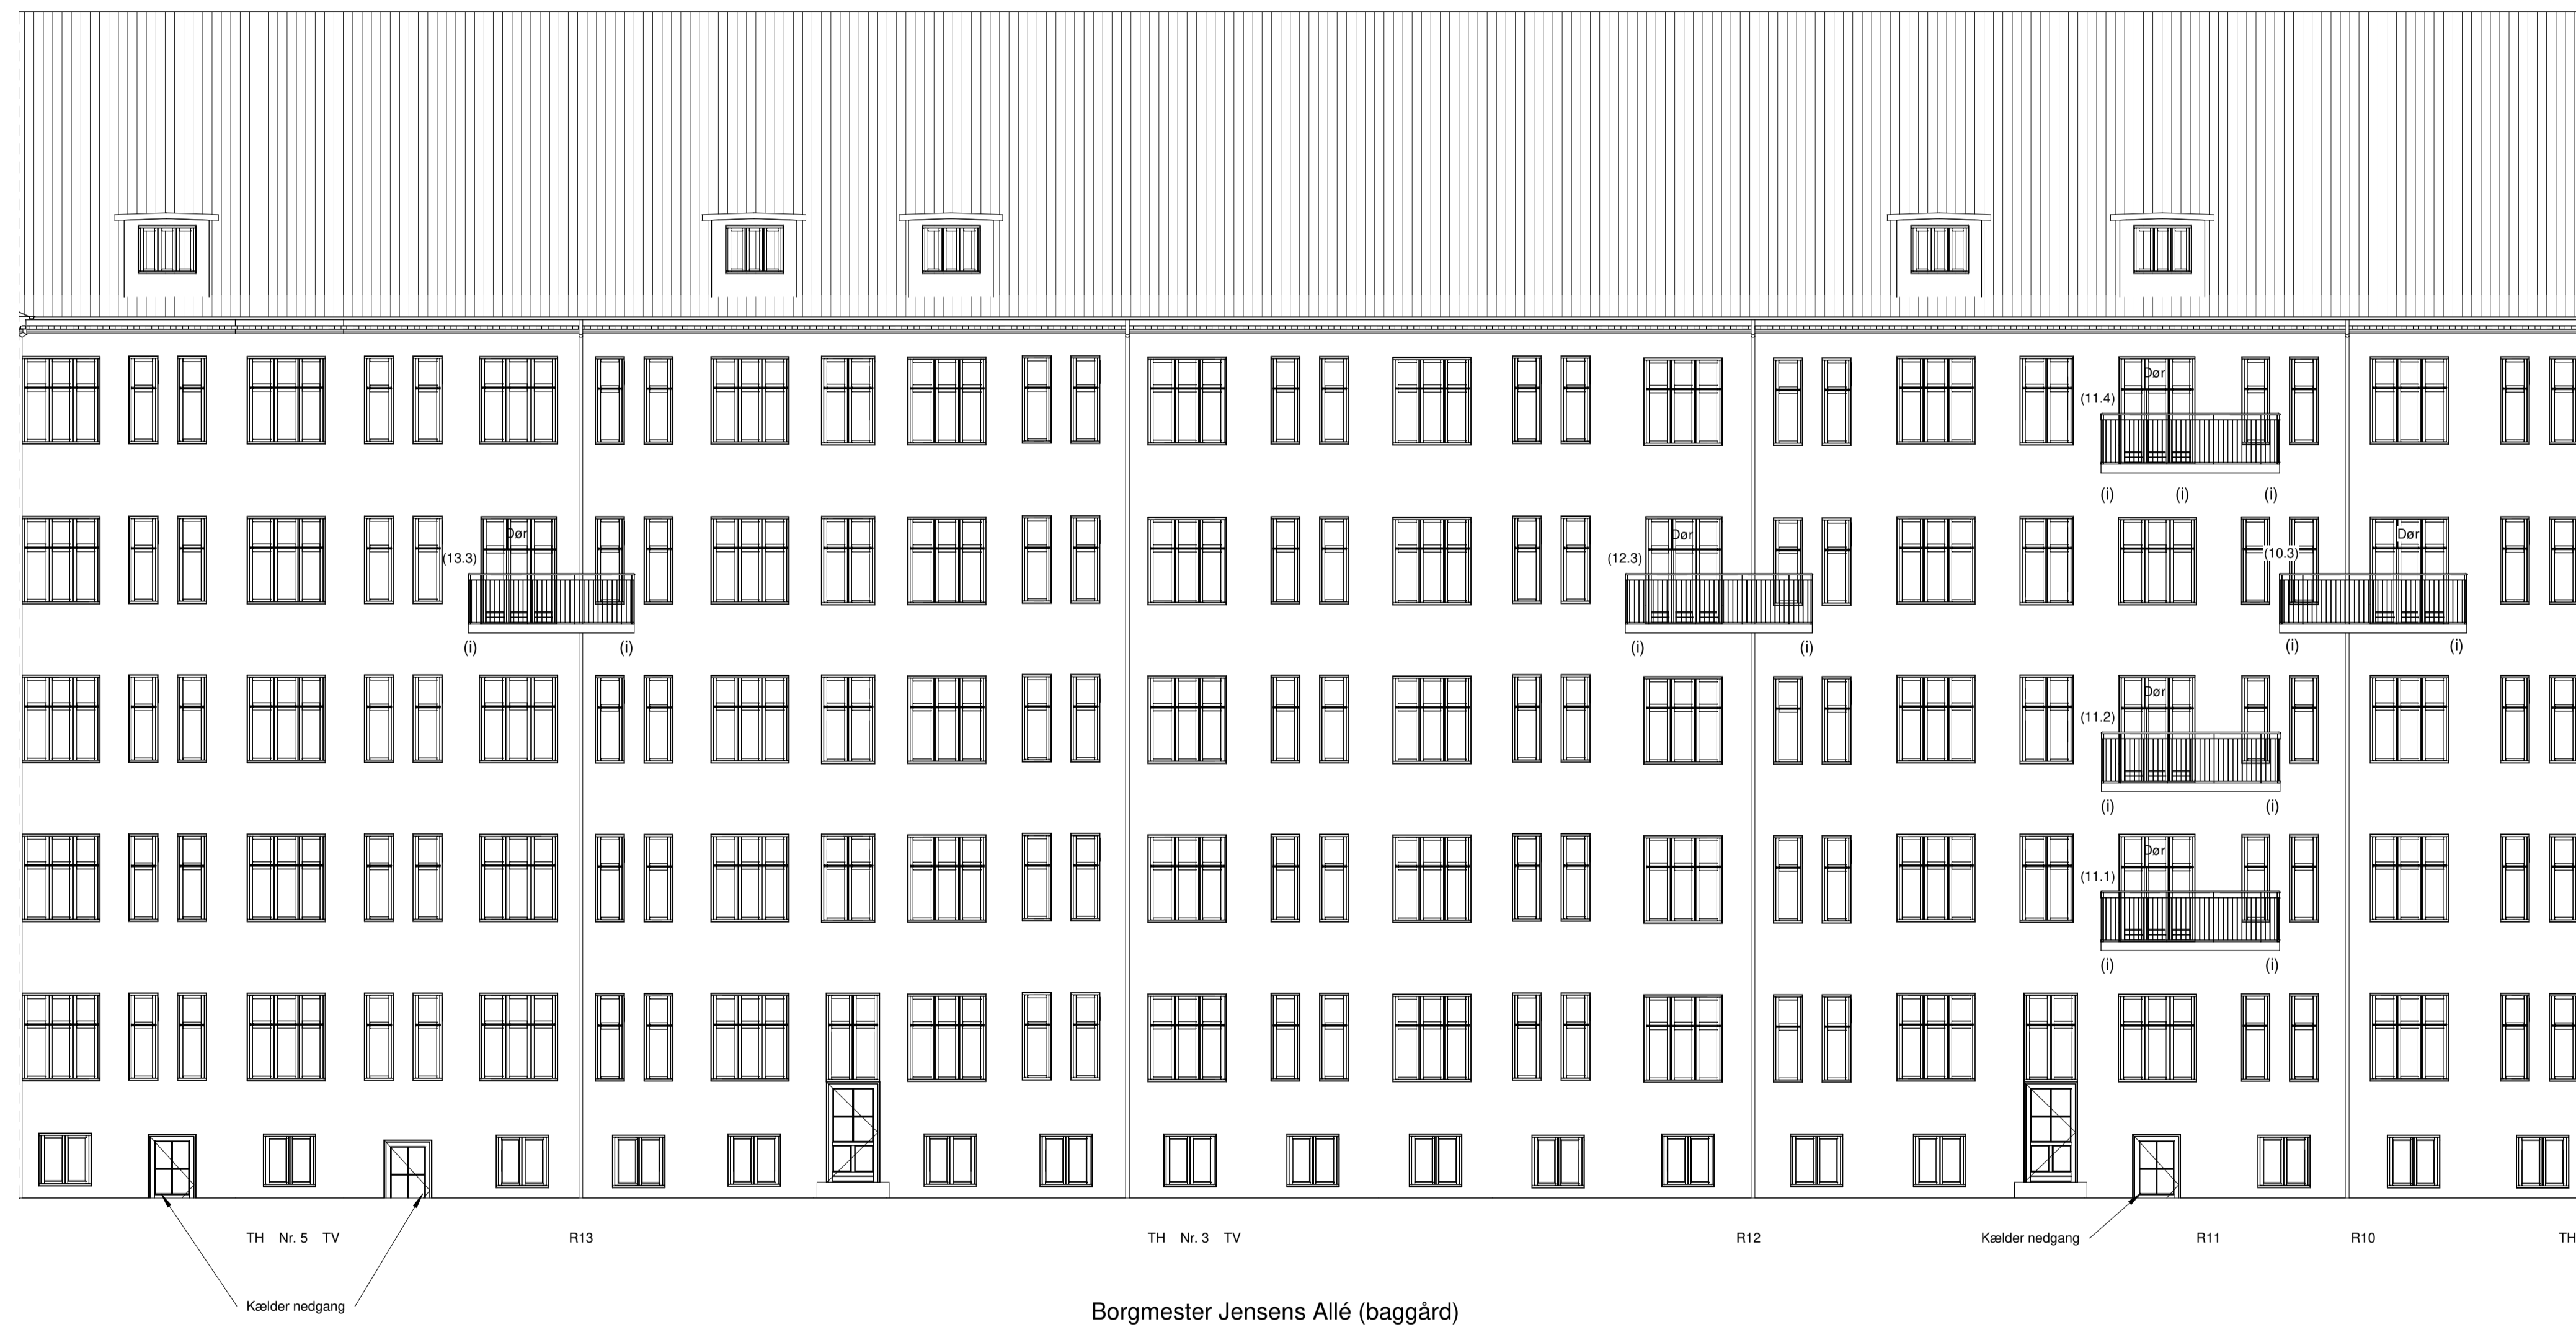 Dør
(11.4)
(i) (i) (i)
Dør
(13.3)
(i) (i)
Dør
(12.3)
(i) (i)
Dør
(10.3)
(i) (i)
Dør
(11.2)
(i) (i)
Dør
(11.1)
(i) (i)
TH Nr. 5 TV
R13
TH Nr. 3 TV
R12
Kælder nedgang
R11
R10
TH
Kælder nedgang
Borgmester Jensens Allé (baggård)